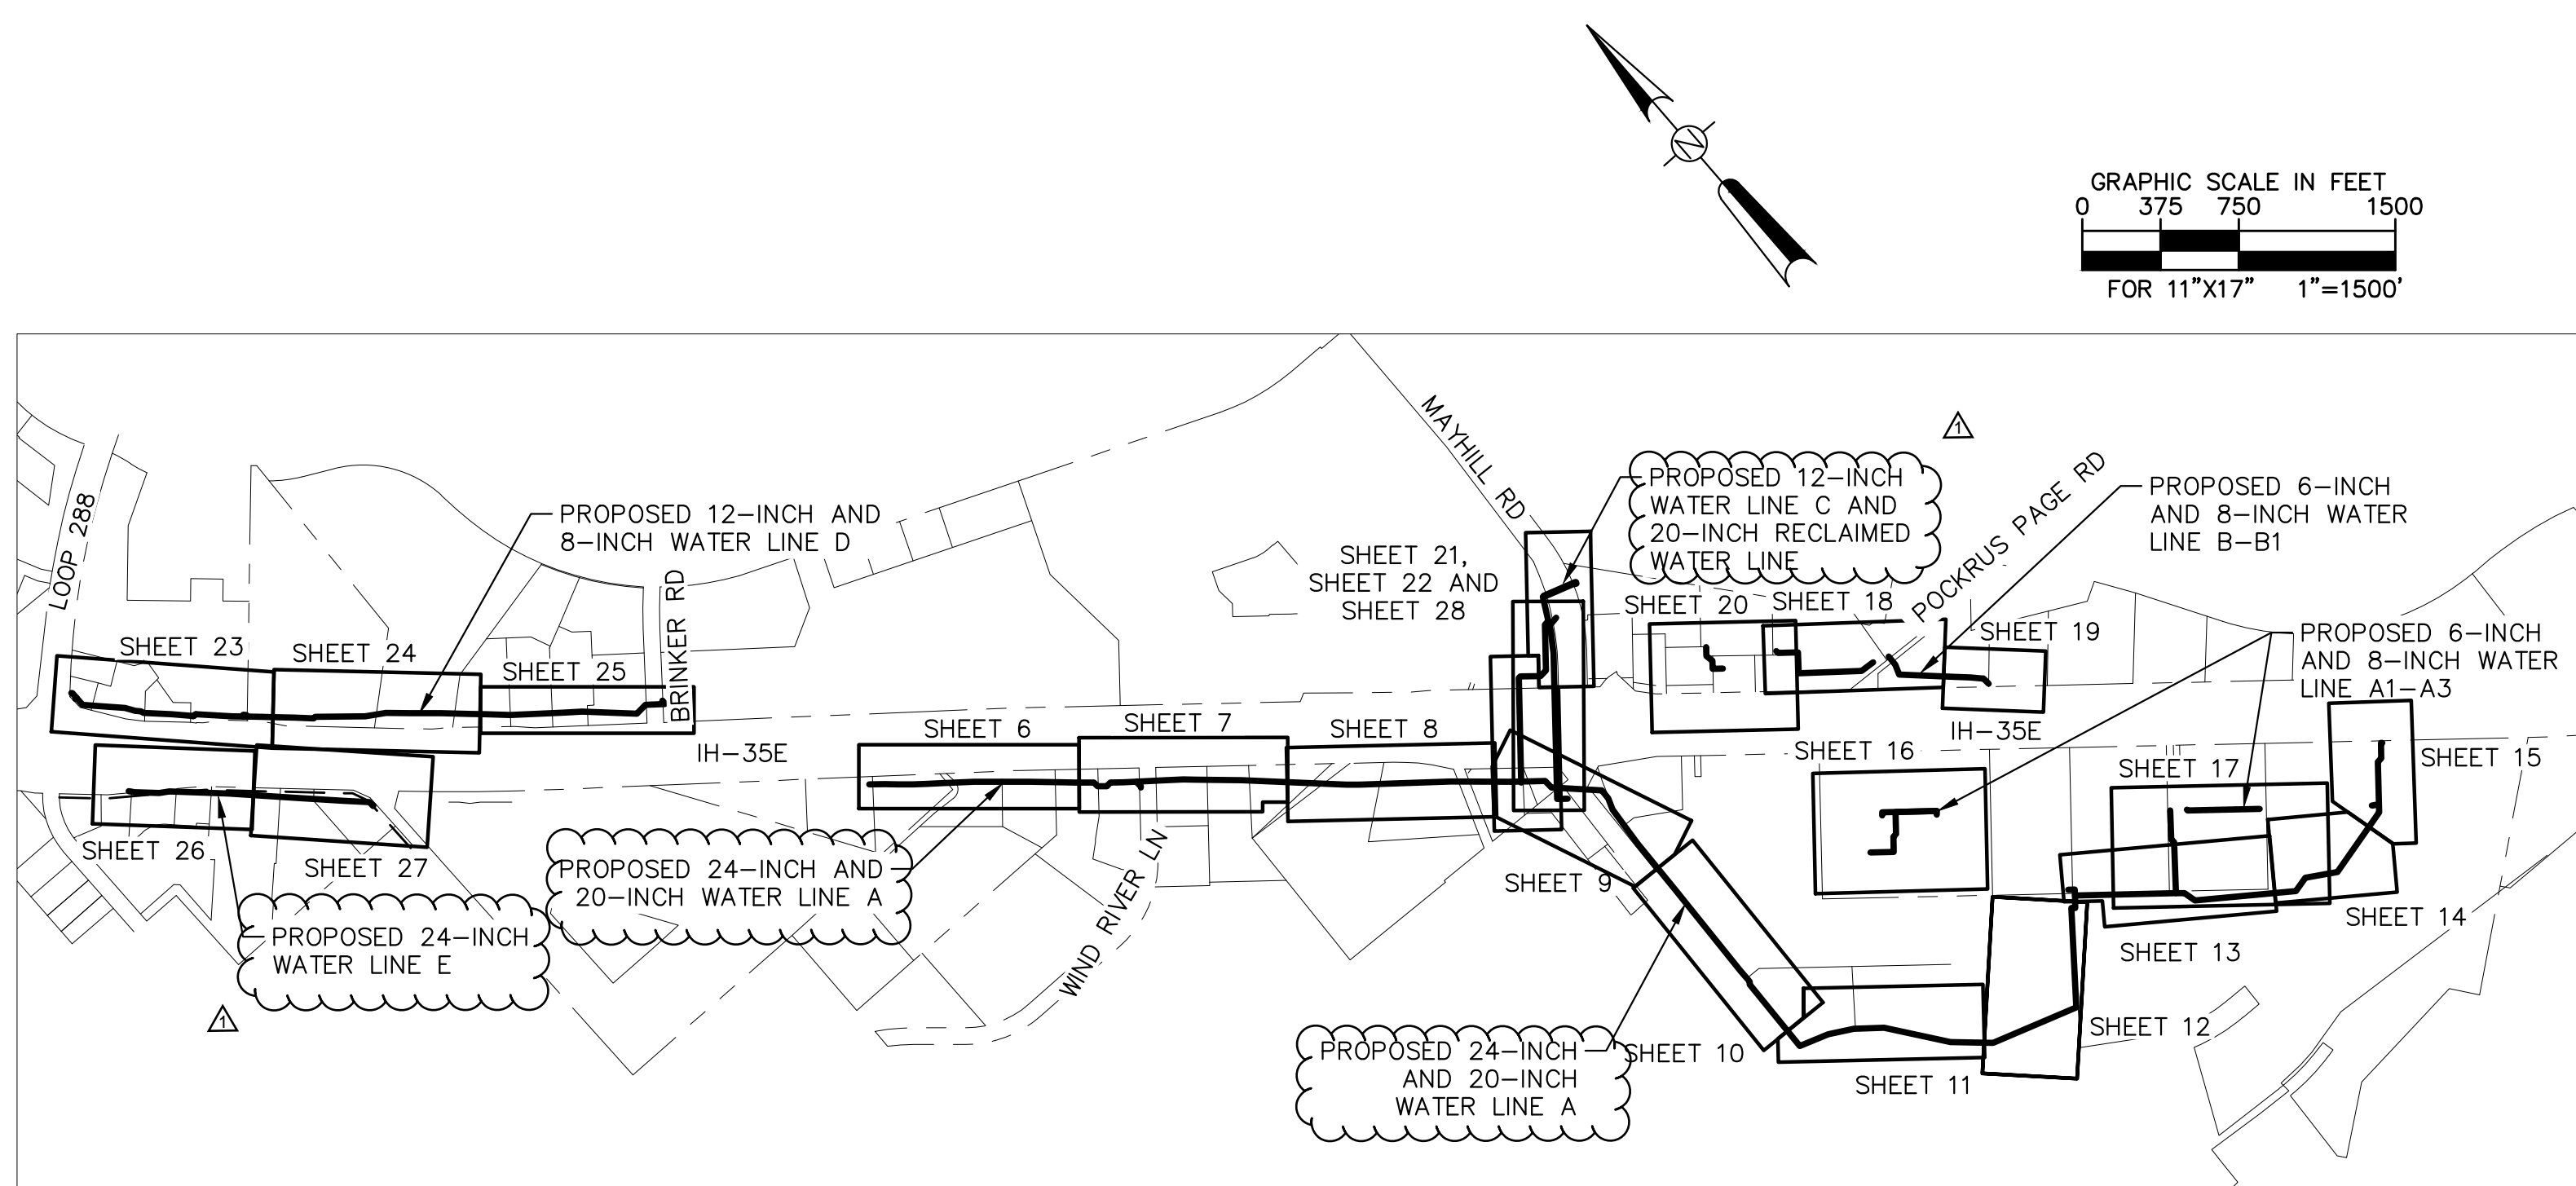 N
GRAPHIC SCALE IN FEET
0 375 750 1500
FOR 11"X17" 1"=1500'
LOOP 288
PROPOSED 12-INCH AND
8-INCH WATER LINE D
BRINKER RD
SHEET 23
SHEET 24
SHEET 25
SHEET 26
SHEET 27
PROPOSED 24-INCH
WATER LINE E
1
IH-35E
SHEET 6
SHEET 7
SHEET 8
PROPOSED 24-INCH AND
20-INCH WATER LINE A
WIND RIVER LN
MAYHILL RD
SHEET 21,
SHEET 22 AND
SHEET 28
PROPOSED 12-INCH
WATER LINE C AND
20-INCH RECLAIMED
WATER LINE
1
SHEET 20
SHEET 18
POCKRUS PAGE RD
PROPOSED 6-INCH
AND 8-INCH WATER
LINE B-B1
SHEET 19
PROPOSED 6-INCH
AND 8-INCH WATER
LINE A1-A3
IH-35E
SHEET 16
SHEET 17
SHEET 15
SHEET 9
SHEET 14
SHEET 13
SHEET 12
SHEET 10
SHEET 11
PROPOSED 24-INCH
AND 20-INCH
WATER LINE A